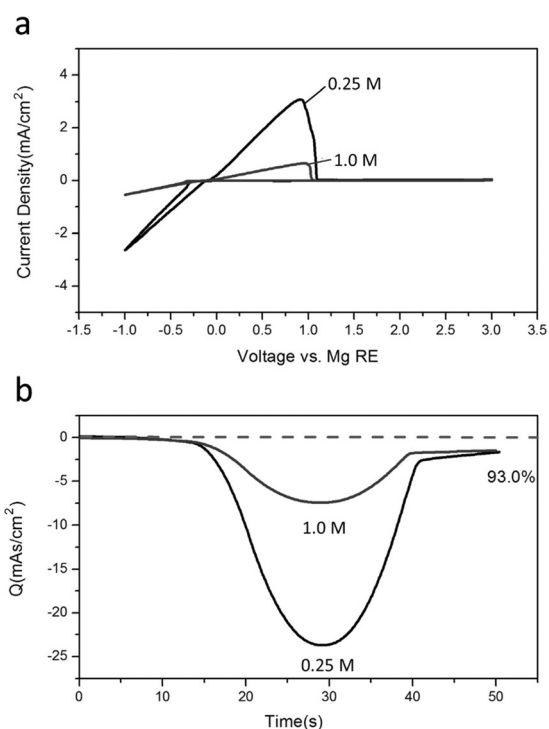 a
4
2
0
-2
-4
Current Density(mA/cm²)
0.25 M
1.0 M
-1.5 -1.0 -0.5 0.0 0.5 1.0 1.5 2.0 2.5 3.0 3.5
Voltage vs. Mg RE
b
0
-5
-10
-15
-20
-25
Q(mAs/cm²)
93.0%
1.0 M
0.25 M
0 10 20 30 40 50
Time(s)